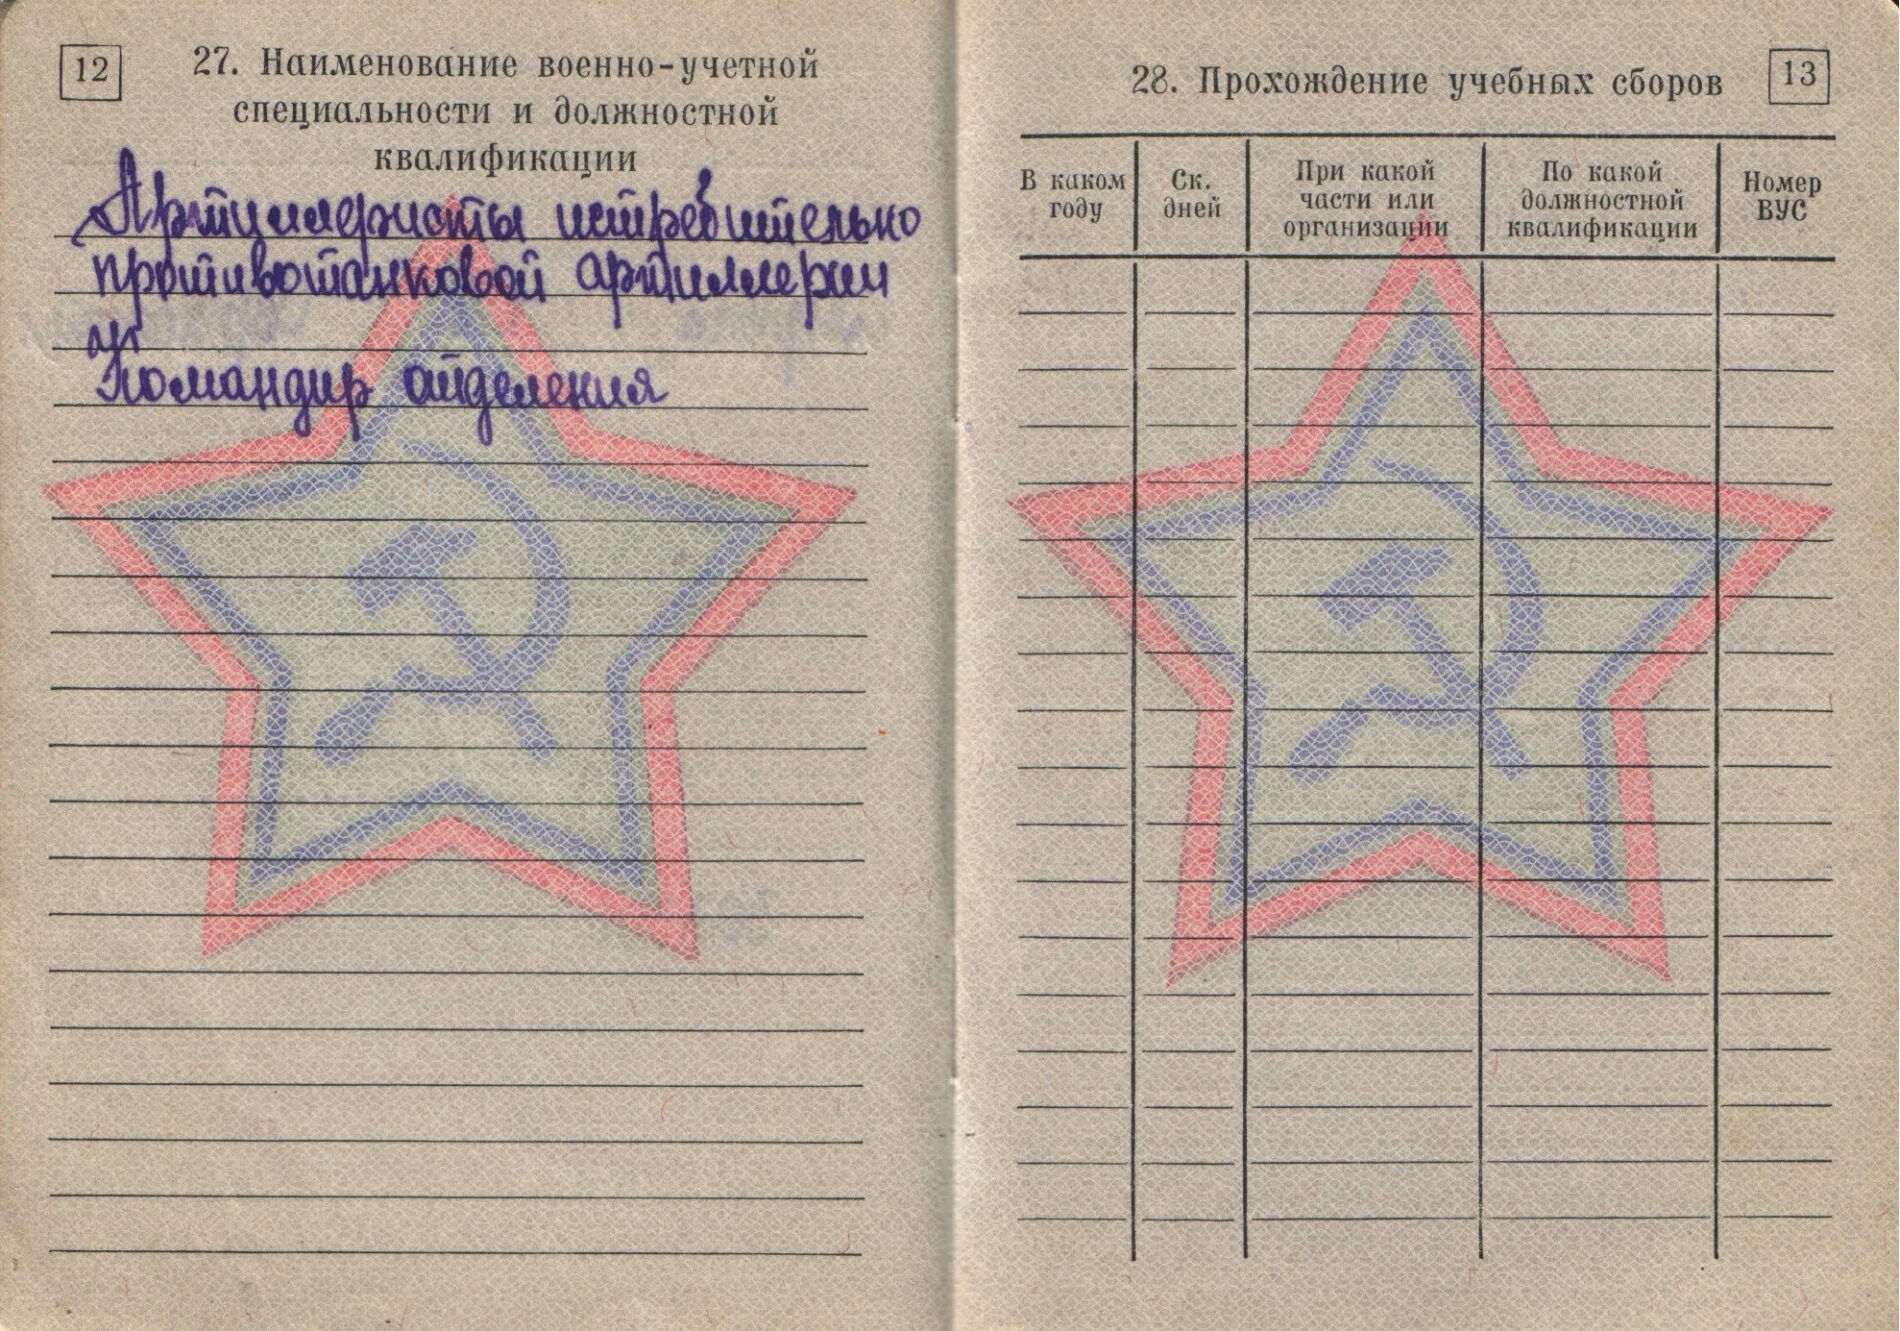 12
27. Наименование военно-учетной
специальности и должностной
квалификации
Артиллеристы истребительно
противотанковой артиллерии
Командир отделения
28. Прохождение учебных сборов
13
В каком
году
Ск.
дней
При какой
части или
организации
По какой
должностной
квалификации
Номер
ВУС